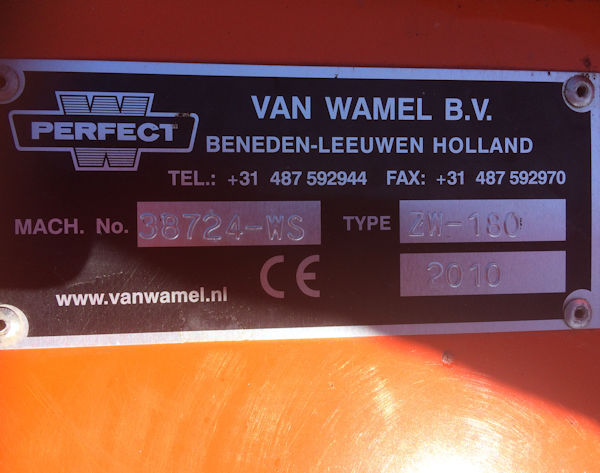 W
PERFECT
W
VAN WAMEL B.V.
BENEDEN-LEEUWEN HOLLAND
TEL.: +31 487 592944 FAX: +31 487 592970
MACH. No. 38724-WS TYPE ZW-180
2010
CE
www.vanwamel.nl